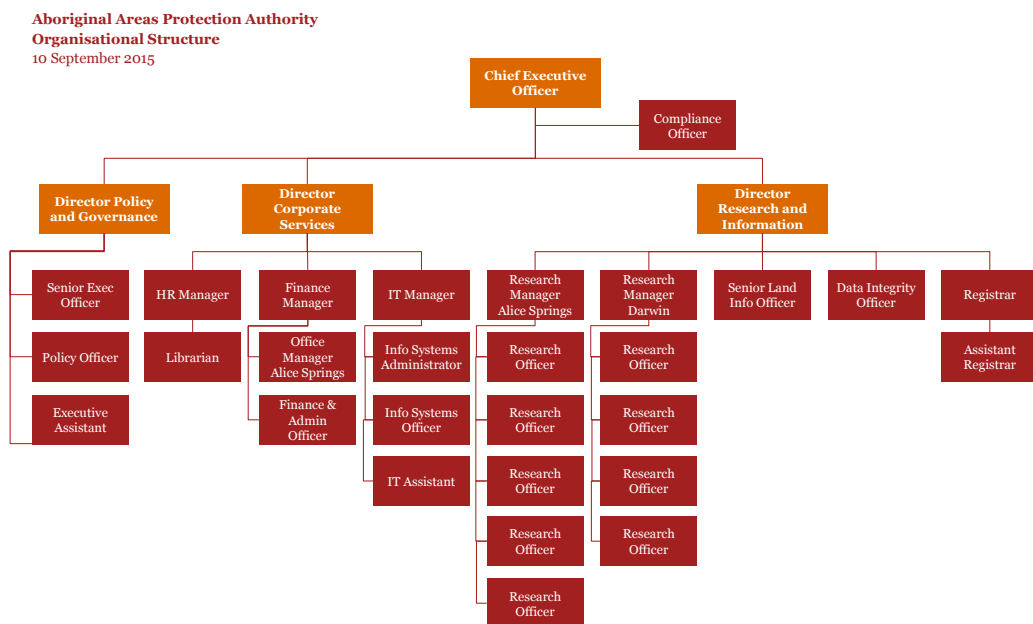 Aboriginal Areas Protection Authority
Organisational Structure
10 September 2015
Chief Executive
Officer
Compliance
Officer
Director Policy
and Governance
Director
Corporate
Services
Director
Research and
Information
Senior Exec
Officer
HR Manager
Finance
Manager
IT Manager
Research
Manager
Alice Springs
Research
Manager
Darwin
Senior Land
Info Officer
Data Integrity
Officer
Registrar
Policy Officer
Librarian
Office
Manager
Alice Springs
Info Systems
Administrator
Research
Officer
Research
Officer
Assistant
Registrar
Executive
Assistant
Finance &
Admin
Officer
Info Systems
Officer
Research
Officer
Research
Officer
IT Assistant
Research
Officer
Research
Officer
Research
Officer
Research
Officer
Research
Officer